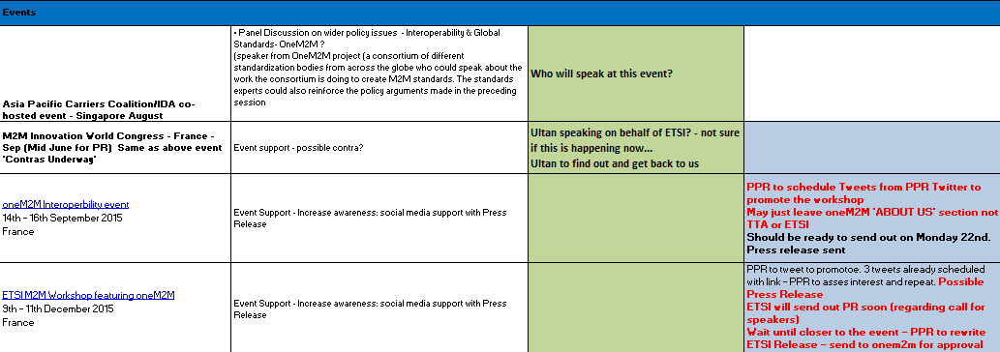 Events
• Panel Discussion on wider policy issues - Interoperability & Global
Standards- OneM2M ?
(speaker from OneM2M project (a consortium of different
standardization bodies from across the globe who could speak about the
work the consortium is doing to create M2M standards. The standards
experts could also reinforce the policy arguments made in the preceding
session
Who will speak at this event?
Asia Pacific Carriers Coalition/IDA co-
hosted event - Singapore August
M2M Innovation World Congress - France -
Sep (Mid June for PR) Same as above event
'Contras Underway'
Event support - possible contra?
Ultan speaking on behalf of ETSI? - not sure
if this is happening now...
Ultan to find out and get back to us
oneM2M Interoperbility event
14th - 16th September 2015
France
Event Support - Increase awareness: social media support with Press
Release
PPR to schedule Tweets from PPR Twitter to
promote the workshop
May just leave oneM2M 'ABOUT US' section not
TTA or ETSI
Should be ready to send out on Monday 22nd.
Press release sent
ETSI M2M Workshop featuring oneM2M
9th - 11th December 2015
France
Event Support - Increase awareness: social media support with Press
Release
PPR to tweet to promotoe. 3 tweets already scheduled
with link - PPR to asses interest and repeat. Possible
Press Release
ETSI will send out PR soon (regarding call for
speakers)
Wait until closer to the event - PPR to rewrite
ETSI Release - send to onem2m for approval